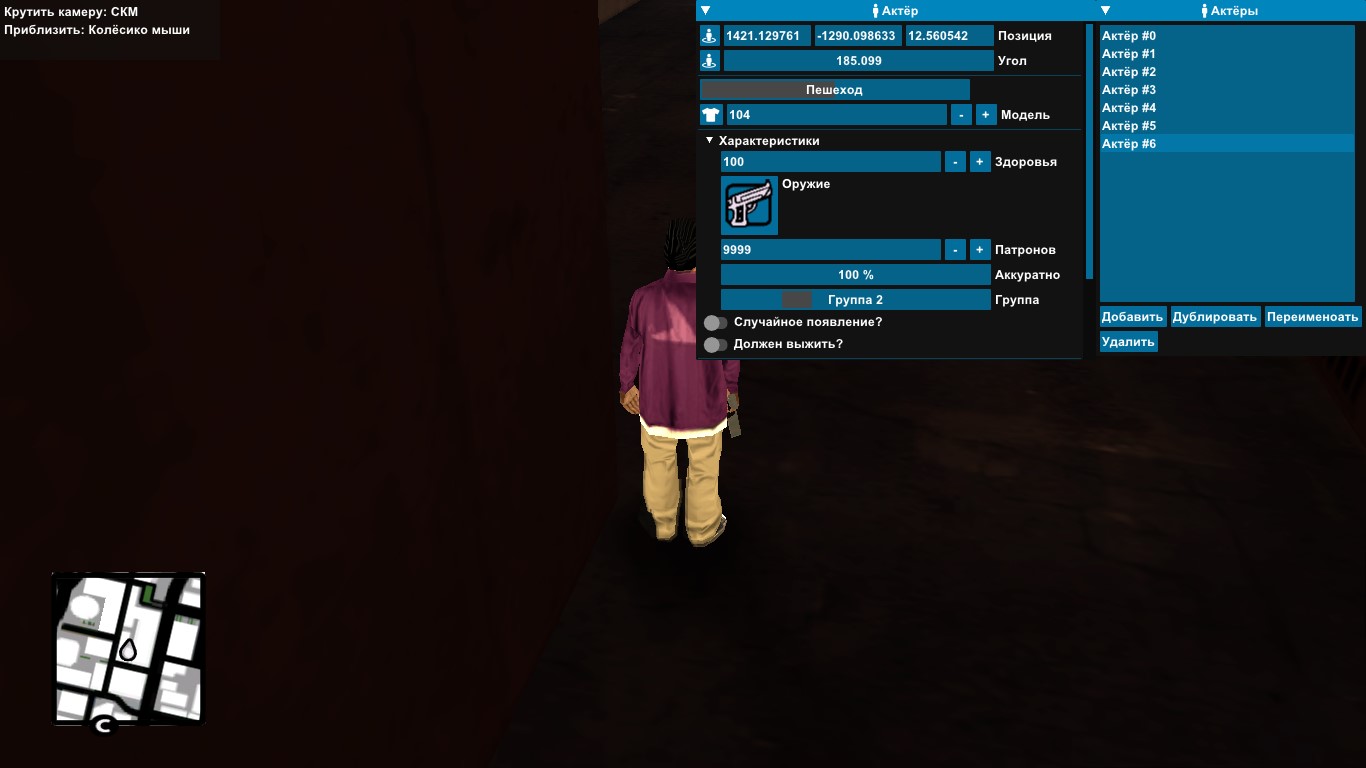 Крутить камеру: СКМ
Приблизить: Колёсико мыши
Актёр
1421.129761 -1290.098633 12.560542 Позиция
185.099 Угол
Пешеход
104 - + Модель
Характеристики
100 - + Здоровья
Оружие
9999 - + Патронов
100 % Аккуратно
Группа 2 Группа
Случайное появление?
Должен выжить?
Актёры
Актёр #0
Актёр #1
Актёр #2
Актёр #3
Актёр #4
Актёр #5
Актёр #6
Добавить Дублировать Переименоать
Удалить
C